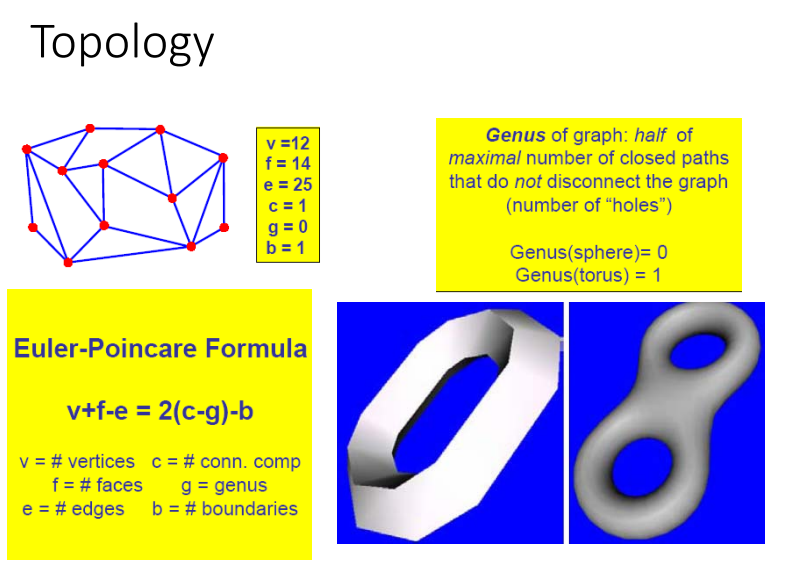 Topology
v =12
f = 14
e = 25
c = 1
g = 0
b = 1
Genus of graph: half of
maximal number of closed paths
that do not disconnect the graph
(number of “holes”)
Genus(sphere)= 0
Genus(torus) = 1
Euler-Poincare Formula
v+f-e = 2(c-g)-b
v = # vertices c = # conn. comp
f = # faces g = genus
e = # edges b = # boundaries